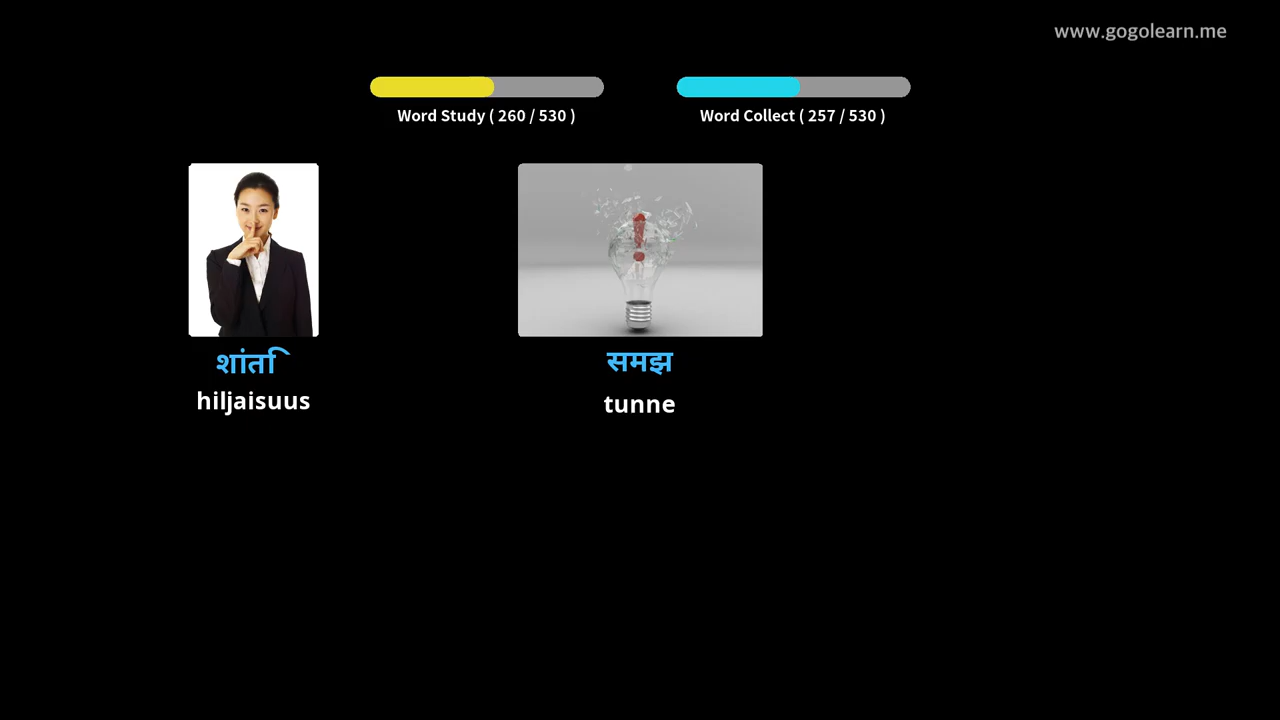 www.gogolearn.me
Word Study ( 260 / 530 )
Word Collect ( 257 / 530 )
शांति
समझ
hiljaisuus
tunne